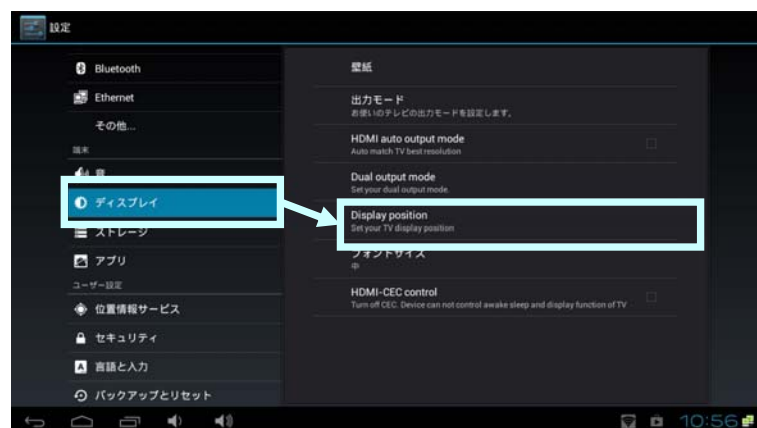 設定
Bluetooth
Ethernet
その他...
端末
音
ディスプレイ
ストレージ
アプリ
ユーザー設定
位置情報サービス
セキュリティ
言語と入力
バックアップとリセット
壁紙
出力モード
お使いのテレビの出力モードを設定します。
HDMI auto output mode
Auto match TV best resolution
Dual output mode
Set your dual output mode.
Display position
Set your TV display position
フォントサイズ
中
HDMI-CEC control
Turn off CEC. Device can not control awake sleep and display function of TV
10:56